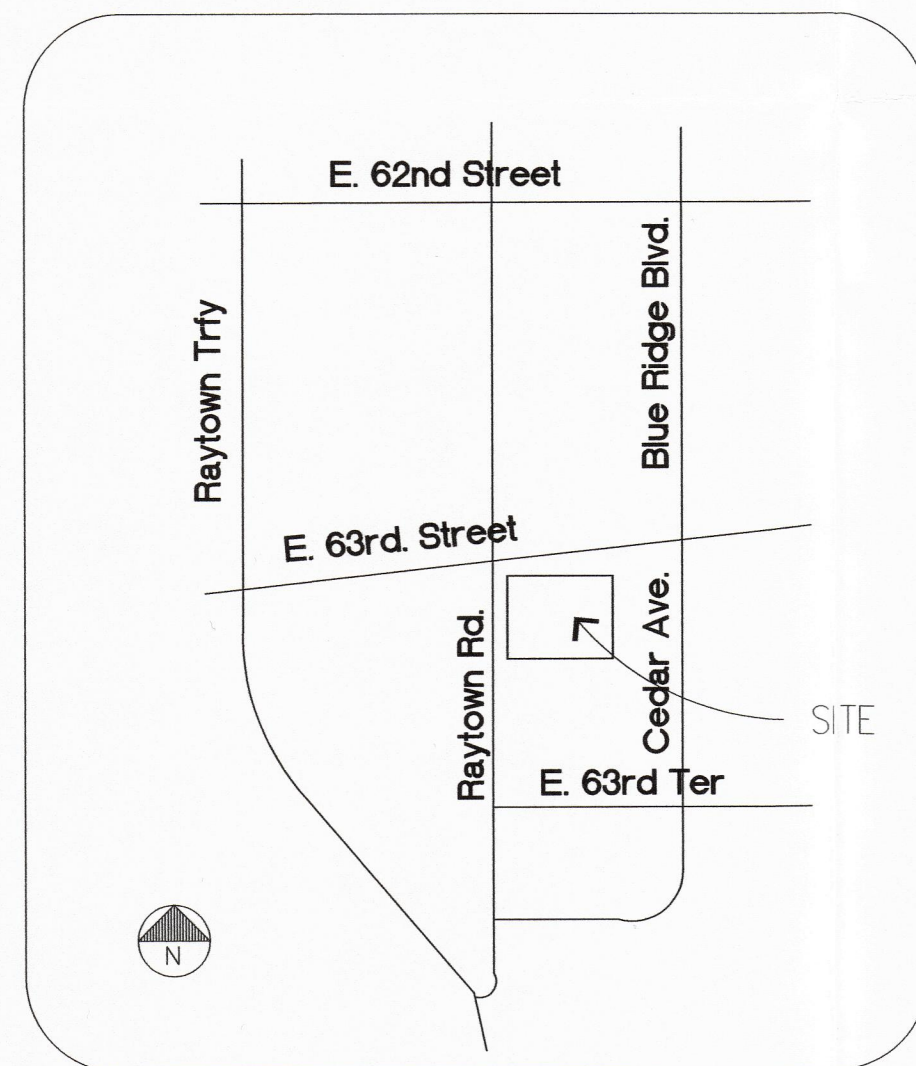 E. 62nd Street
Blue Ridge Blvd.
Raytown Trfy
E. 63rd. Street
Cedar Ave.
Raytown Rd.
SITE
E. 63rd Ter
N